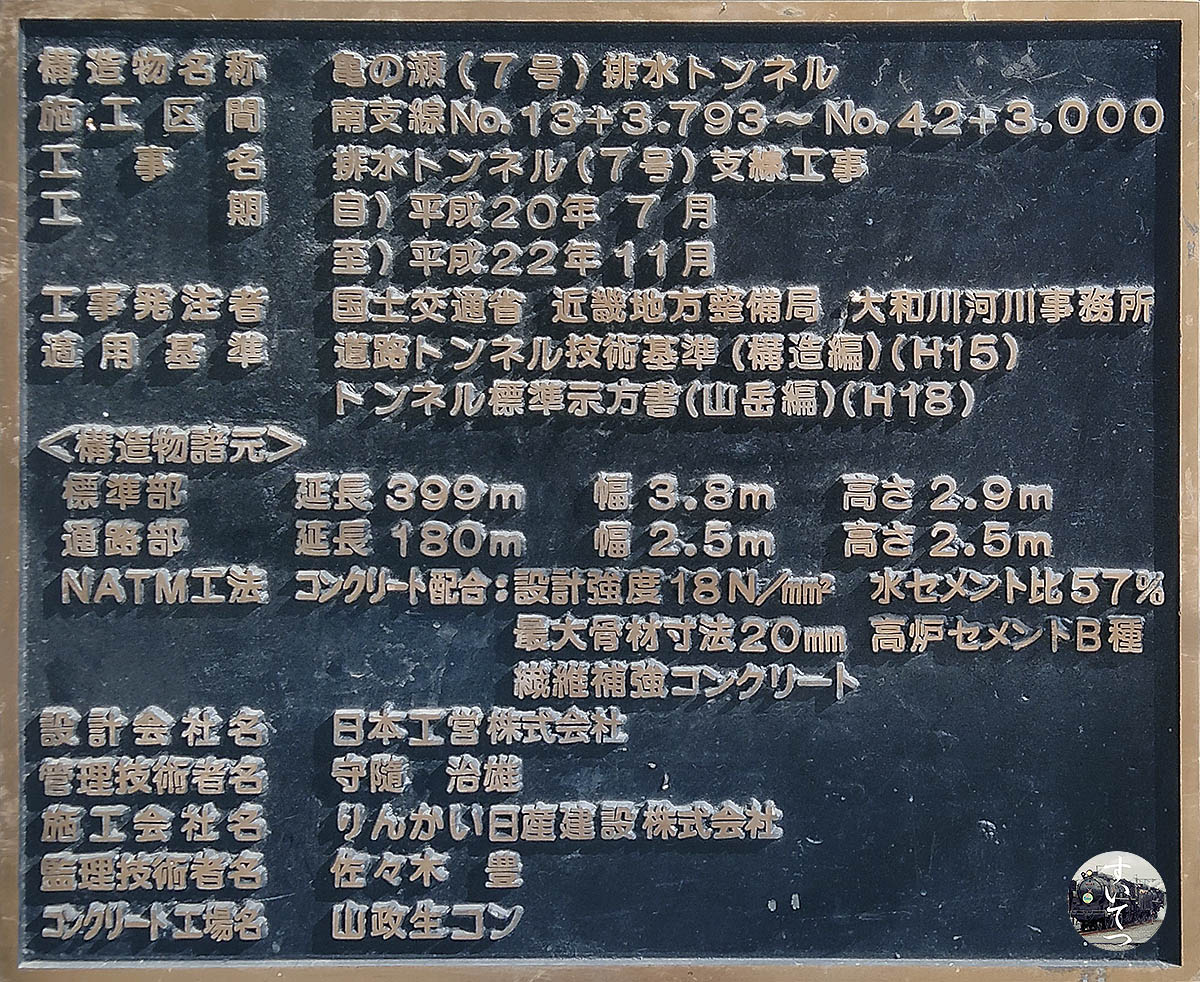 構造物名称 亀の瀬(7号)排水トンネル
施工区間 南支線No.13+3.793～No.42+3.000
工事名 排水トンネル(7号)支線工事
工期 自)平成20年 7 月
至)平成22年11月
工事発注者 国土交通省 近畿地方整備局 大和川河川事務所
適用基準 道路トンネル技術基準(構造編)(H15)
トンネル標準示方書(山岳編)(H18)
<構造物諸元>
標準部 延長 399m 幅 3.8m 高さ 2.9m
通路部 延長 180m 幅 2.5m 高さ 2.5m
NATM工法 コンクリート配合:設計強度18N/mm² 水セメント比57%
最大骨材寸法20mm 高炉セメントB種
繊維補強コンクリート
設計会社名 日本工営株式会社
管理技術者名 守隨 治雄
施工会社名 りんかい日産建設株式会社
監理技術者名 佐々木 豊
コンクリート工場名 山政生コン
すいてつ